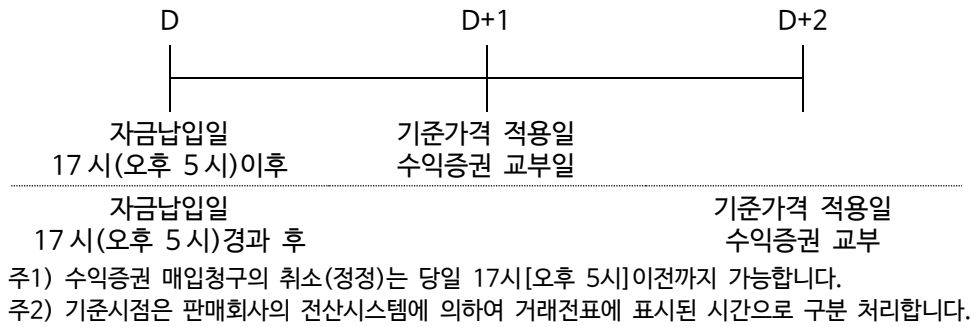 D D+1 D+2
자금납입일 기준가격 적용일
17 시(오후 5 시)이후 수익증권 교부일
자금납입일 기준가격 적용일
17 시(오후 5 시)경과 후 수익증권 교부
주1) 수익증권 매입청구의 취소(정정)는 당일 17시[오후 5시]이전까지 가능합니다.
주2) 기준시점은 판매회사의 전산시스템에 의하여 거래전표에 표시된 시간으로 구분 처리합니다.